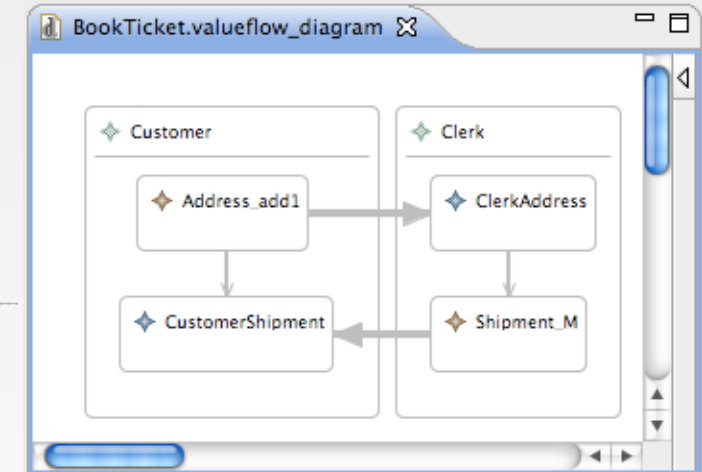 BookTicket.valueflow_diagram
Customer
Clerk
Address_add1
ClerkAddress
CustomerShipment
Shipment_M